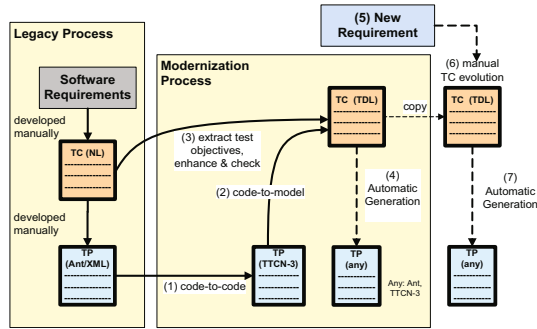 Legacy Process
Software
Requirements
developed
manually
TC (NL)
developed
manually
TP
(Ant/XML)
Modernization
Process
(3) extract test
objectives,
enhance & check
(2) code-to-model
(1) code-to-code
TP
(TTCN-3)
TC (TDL)
(4)
Automatic
Generation
TP
(any)
Any: Ant,
TTCN-3
copy
(5) New
Requirement
(6) manual
TC evolution
TC (TDL)
(7)
Automatic
Generation
TP
(any)